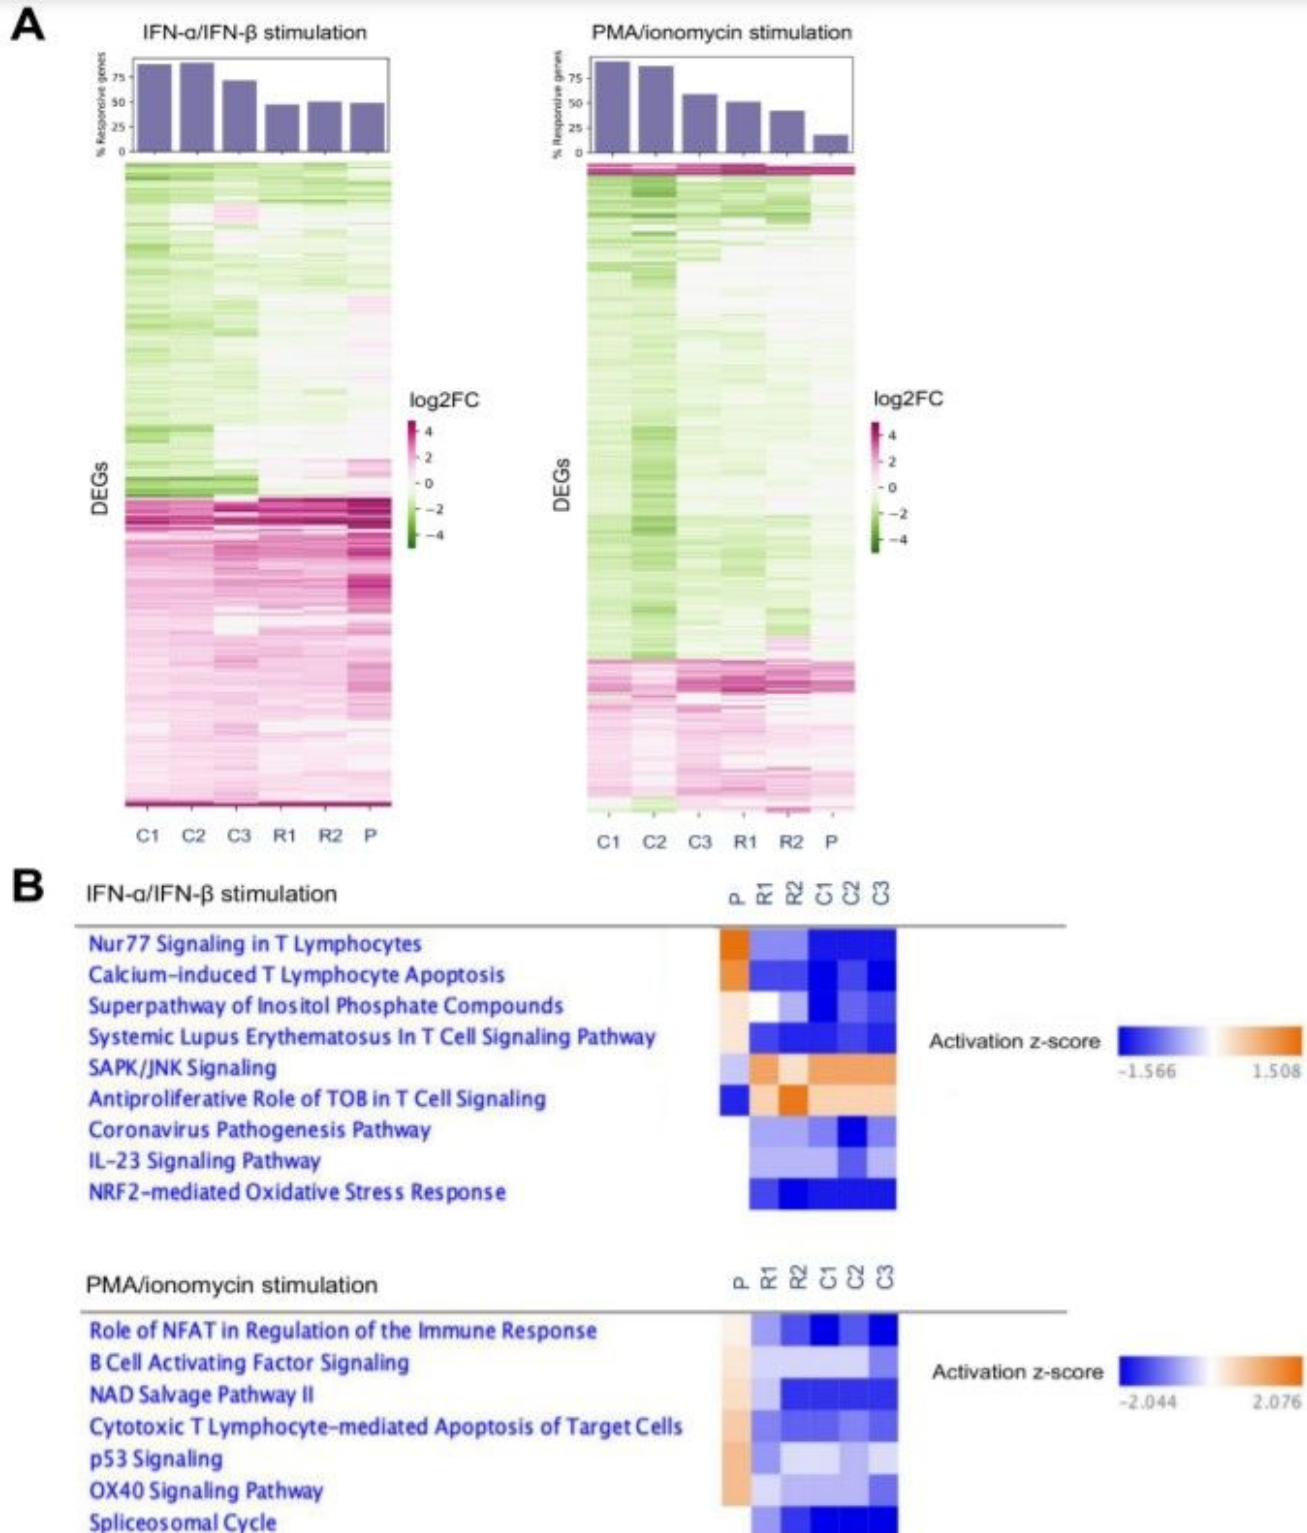 A
IFN-α/IFN-β stimulation
PMA/ionomycin stimulation
% Responsive genes
75
50
25
0
% Responsive genes
75
50
25
0
log2FC
4
2
0
−2
−4
log2FC
4
2
0
−2
−4
DEGs
DEGs
C1 C2 C3 R1 R2 P
C1 C2 C3 R1 R2 P
B
IFN-α/IFN-β stimulation
P R1 R2 C1 C2 C3
Nur77 Signaling in T Lymphocytes
Calcium-induced T Lymphocyte Apoptosis
Superpathway of Inositol Phosphate Compounds
Systemic Lupus Erythematosus In T Cell Signaling Pathway
SAPK/JNK Signaling
Antiproliferative Role of TOB in T Cell Signaling
Coronavirus Pathogenesis Pathway
IL-23 Signaling Pathway
NRF2-mediated Oxidative Stress Response
Activation z-score
-1.566 1.508
PMA/ionomycin stimulation
P R1 R2 C1 C2 C3
Role of NFAT in Regulation of the Immune Response
B Cell Activating Factor Signaling
NAD Salvage Pathway II
Cytotoxic T Lymphocyte-mediated Apoptosis of Target Cells
p53 Signaling
OX40 Signaling Pathway
Spliceosomal Cycle
Activation z-score
-2.044 2.076